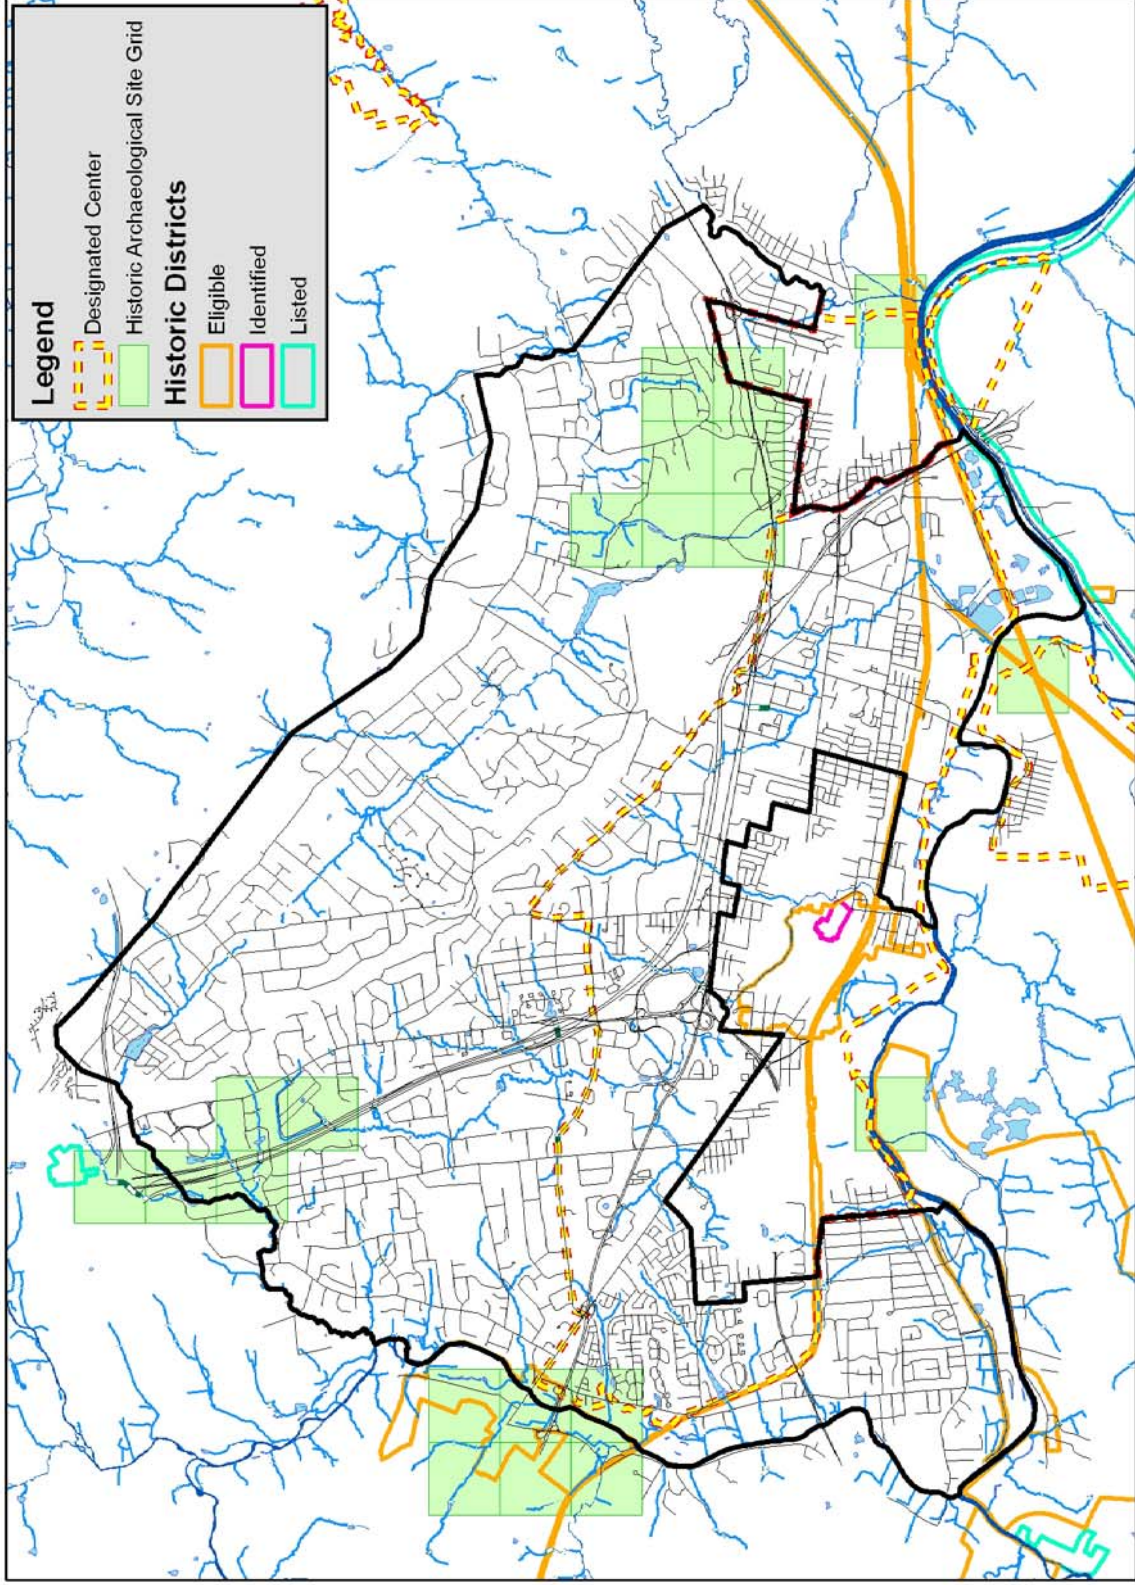 Legend
Designated Center
Historic Archaeological Site Grid
Historic Districts
Eligible
Identified
Listed